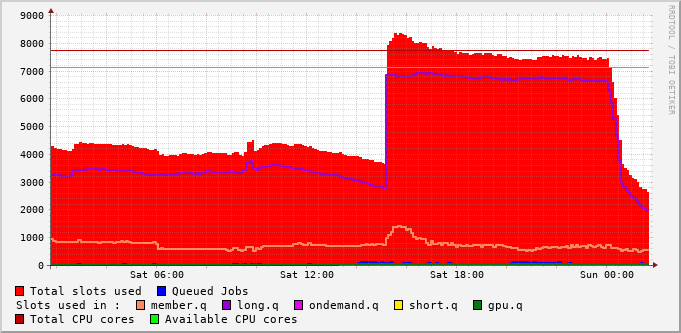 9000
8000
7000
6000
5000
4000
3000
2000
1000
0
Sat 06:00 Sat 12:00 Sat 18:00 Sun 00:00
Total slots used Queued Jobs
Slots used in : member.q long.q ondemand.q short.q gpu.q
Total CPU cores Available CPU cores
RRDTOOL / TOBI OETIKER